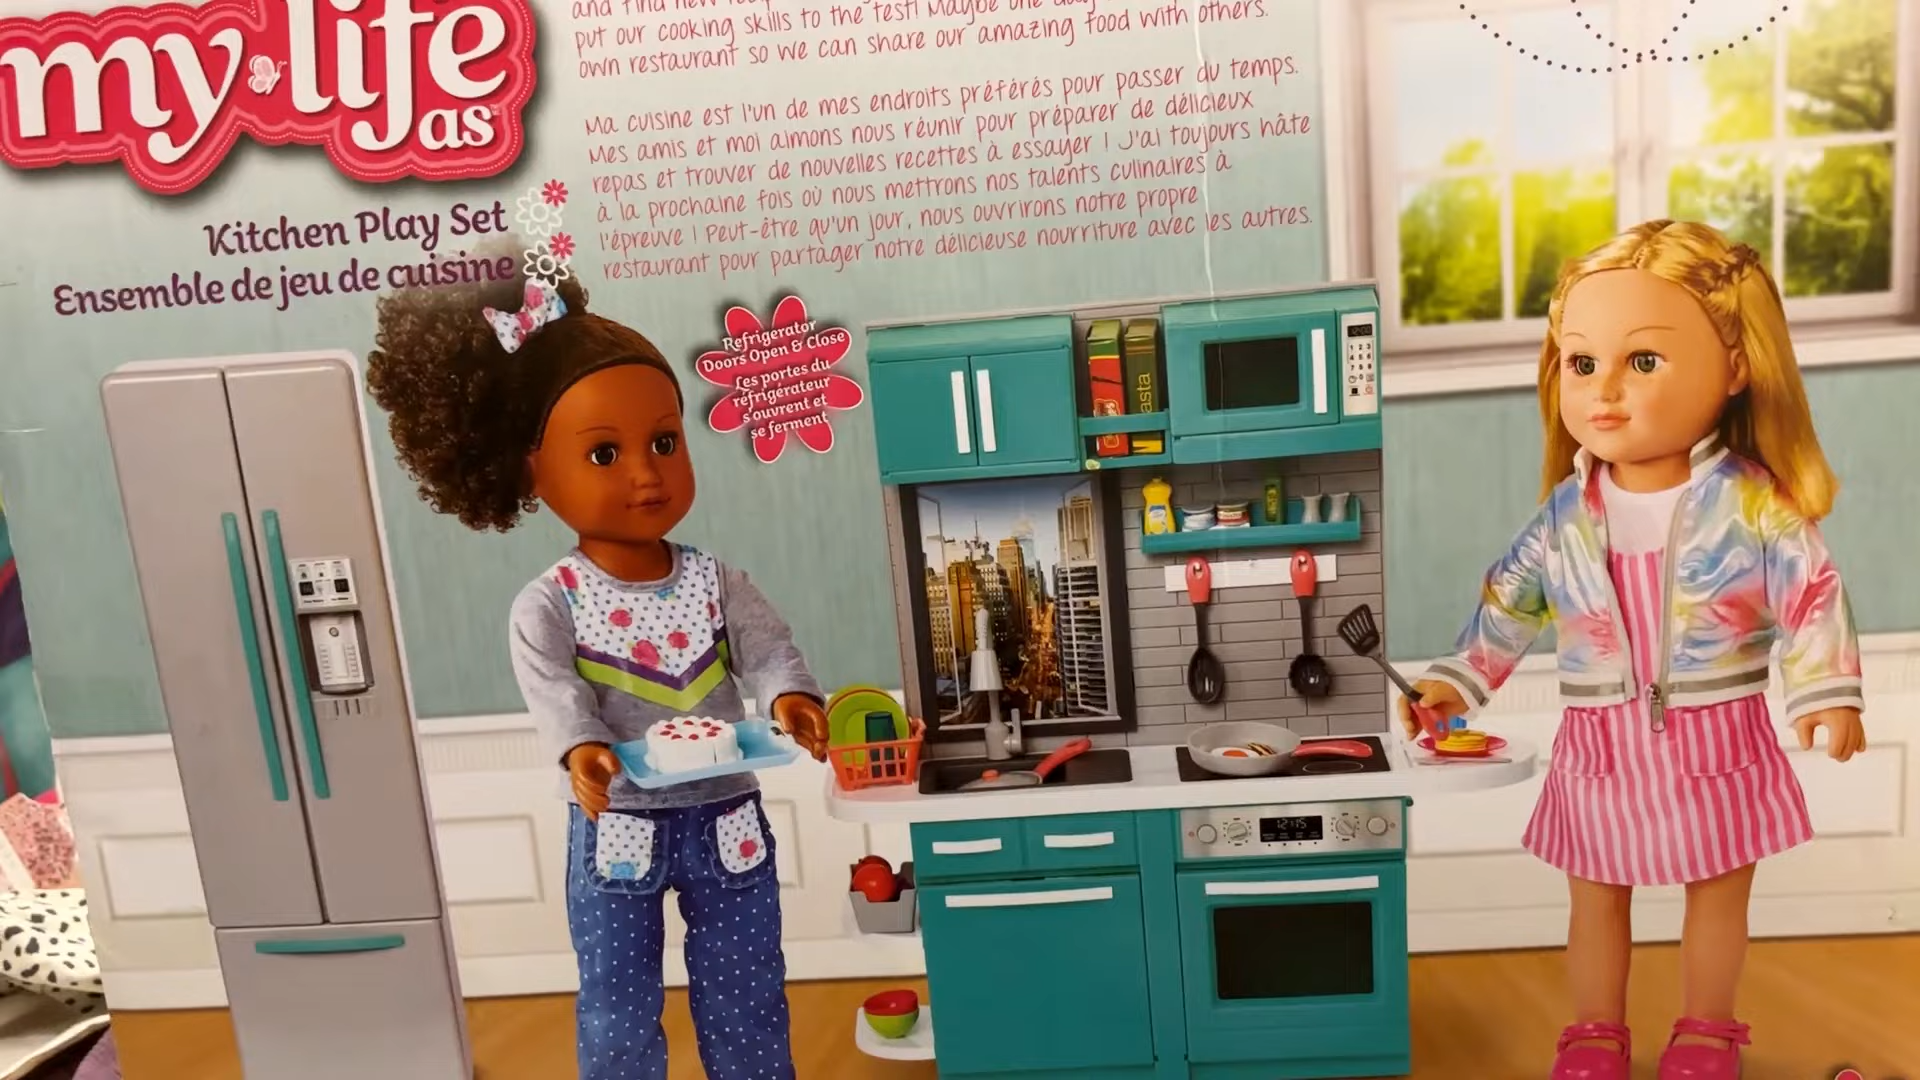 my life
as™
Kitchen Play Set
Ensemble de jeu de cuisine
and find new
put our cooking skills to the test! Maybe one
own restaurant so we can share our amazing food with others.
Ma cuisine est l'un de mes endroits préférés pour passer du temps.
Mes amis et moi aimons nous réunir pour préparer de délicieux
repas et trouver de nouvelles recettes à essayer ! J'ai toujours hâte
à la prochaine fois où nous mettrons nos talents culinaires à
l'épreuve ! Peut-être qu'un jour, nous ouvrirons notre propre
restaurant pour partager notre délicieuse nourriture avec les autres.
Refrigerator
Doors Open & Close
Les portes du
réfrigérateur
s'ouvrent et
se ferment
asta
12:15